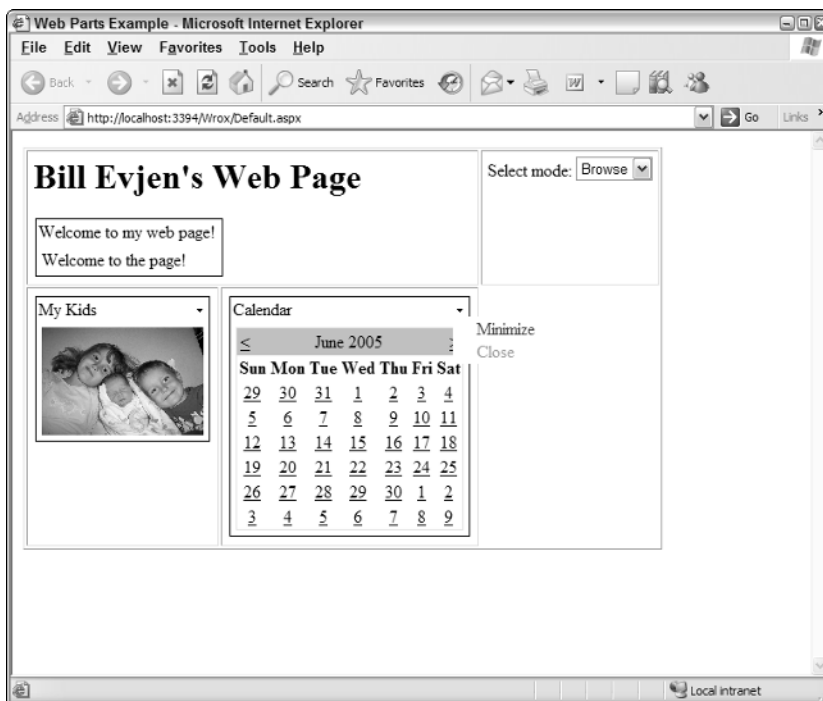 Web Parts Example - Microsoft Internet Explorer
File Edit View Favorites Tools Help
Back Search Favorites
Address http://localhost:3394/Wrox/Default.aspx Go Links
Bill Evjen's Web Page
Select mode: Browse
Welcome to my web page!
Welcome to the page!
My Kids
Calendar
Minimize
Close
< June 2005
Sun Mon Tue Wed Thu Fri Sat
29 30 31 1 2 3 4
5 6 7 8 9 10 11
12 13 14 15 16 17 18
19 20 21 22 23 24 25
26 27 28 29 30 1 2
3 4 5 6 7 8 9
Local intranet